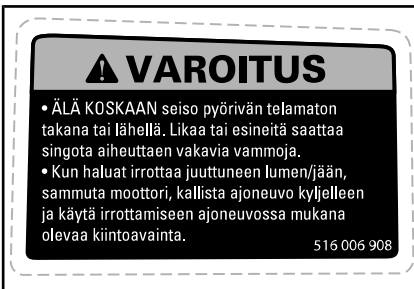 VAROITUS
• ÄLÄ KOSKAAN seiso pyörivän telamaton
takana tai lähellä. Likaa tai esineitä saattaa
singota aiheuttaen vakavia vammoja.
• Kun haluat irrottaa juuttuneen lumen/jään,
sammuta moottori, kallista ajoneuvo kyljelleen
ja käytä irrottamiseen ajoneuvossa mukana
olevaa kiintoavainta.
516 006 908